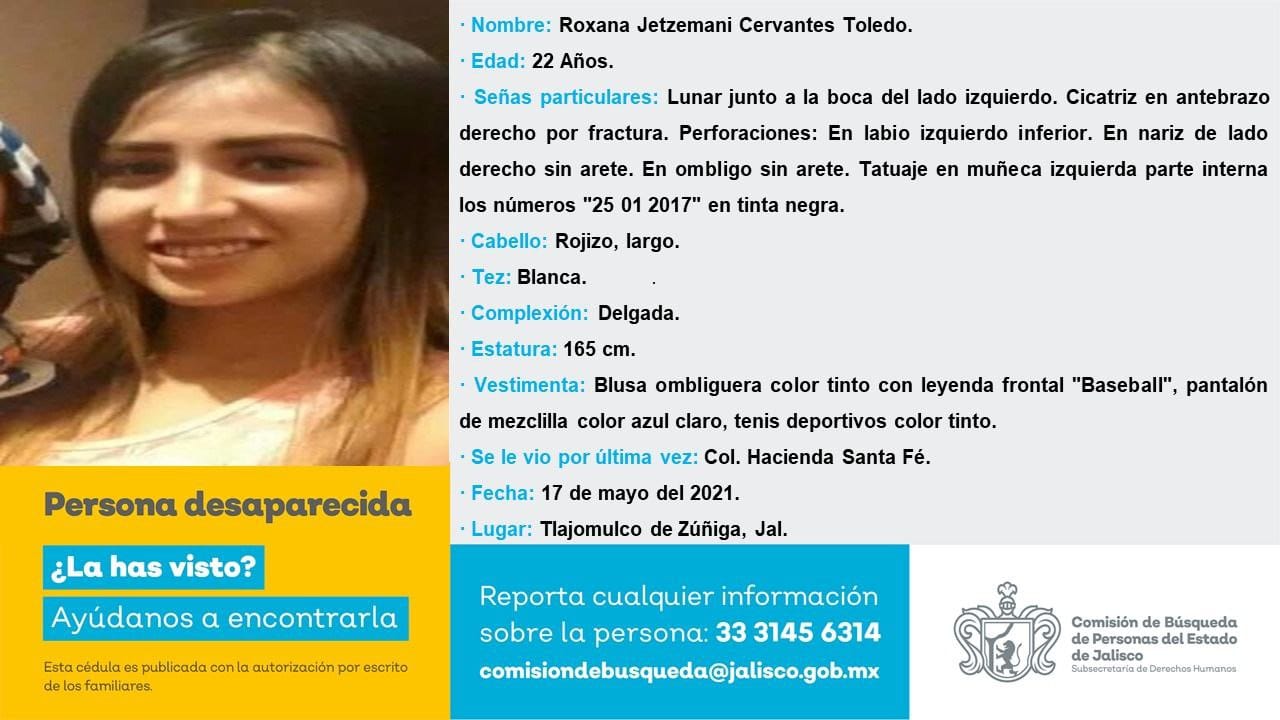 · Nombre: Roxana Jetzemani Cervantes Toledo.
· Edad: 22 Años.
· Señas particulares: Lunar junto a la boca del lado izquierdo. Cicatriz en antebrazo
derecho por fractura. Perforaciones: En labio izquierdo inferior. En nariz de lado
derecho sin arete. En ombligo sin arete. Tatuaje en muñeca izquierda parte interna
los números "25 01 2017" en tinta negra.
· Cabello: Rojizo, largo.
· Tez: Blanca. .
· Complexión: Delgada.
· Estatura: 165 cm.
· Vestimenta: Blusa ombliguera color tinto con leyenda frontal "Baseball", pantalón
de mezclilla color azul claro, tenis deportivos color tinto.
· Se le vio por última vez: Col. Hacienda Santa Fé.
· Fecha: 17 de mayo del 2021.
· Lugar: Tlajomulco de Zúñiga, Jal.
Persona desaparecida
¿La has visto?
Ayúdanos a encontrarla
Esta cédula es publicada con la autorización por escrito
de los familiares.
Reporta cualquier información
sobre la persona: 33 3145 6314
comisiondebusqueda@jalisco.gob.mx
Comisión de Búsqueda
de Personas del Estado
de Jalisco
Subsecretaría de Derechos Humanos